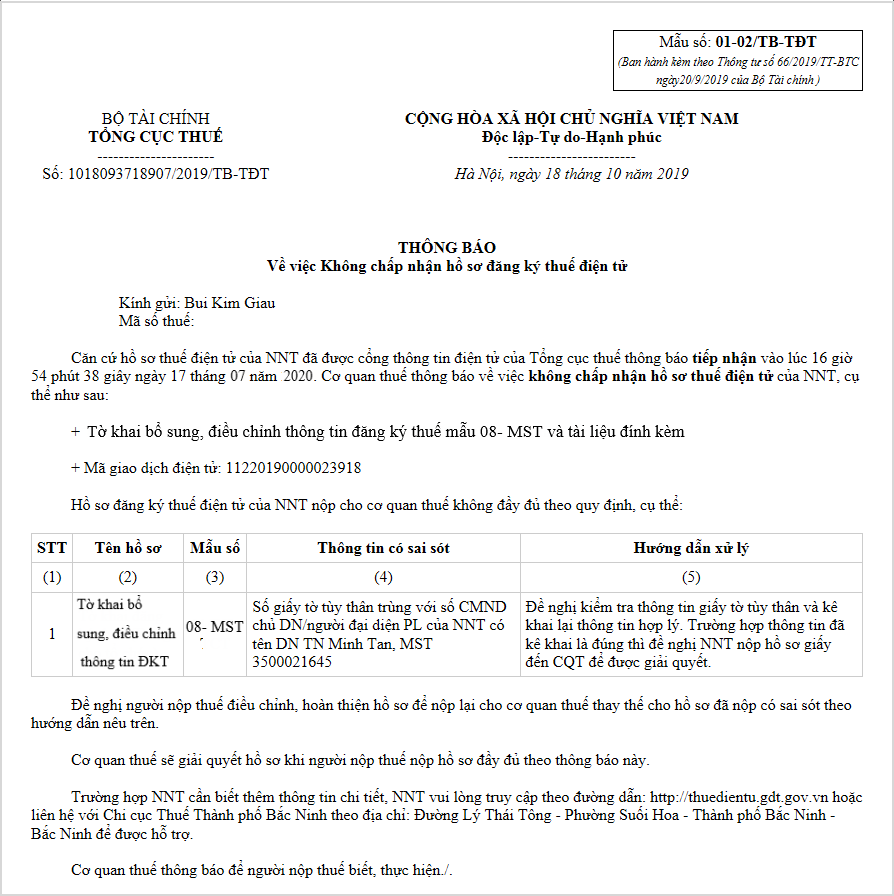 Mẫu số: 01-02/TB-TĐT
(Ban hành kèm theo Thông tư số 66/2019/TT-BTC
ngày20/9/2019 của Bộ Tài chính )
BỘ TÀI CHÍNH
TỔNG CỤC THUẾ
----------------------
Số: 1018093718907/2019/TB-TĐT
CỘNG HÒA XÃ HỘI CHỦ NGHĨA VIỆT NAM
Độc lập-Tự do-Hạnh phúc
------------------------
Hà Nội, ngày 18 tháng 10 năm 2019
THÔNG BÁO
Về việc Không chấp nhận hồ sơ đăng ký thuế điện tử
Kính gửi: Bui Kim Giau
Mã số thuế:
Căn cứ hồ sơ thuế điện tử của NNT đã được cổng thông tin điện tử của Tổng cục thuế thông báo tiếp nhận vào lúc 16 giờ
54 phút 38 giây ngày 17 tháng 07 năm 2020. Cơ quan thuế thông báo về việc không chấp nhận hồ sơ thuế điện tử của NNT, cụ
thể như sau:
+ Tờ khai bổ sung, điều chỉnh thông tin đăng ký thuế mẫu 08- MST và tài liệu đính kèm
+ Mã giao dịch điện tử: 11220190000023918
Hồ sơ đăng ký thuế điện tử của NNT nộp cho cơ quan thuế không đầy đủ theo quy định, cụ thể:
STT Tên hồ sơ Mẫu số Thông tin có sai sót Hướng dẫn xử lý
(1) (2) (3) (4) (5)
1
Tờ khai bổ
sung, điều chỉnh
thông tin ĐKT
08- MST
Số giấy tờ tùy thân trùng với số CMND
chủ DN/người đại diện PL của NNT có
tên DN TN Minh Tan, MST
3500021645
Đề nghị kiểm tra thông tin giấy tờ tùy thân và kê
khai lại thông tin hợp lý. Trường hợp thông tin đã
kê khai là đúng thì đề nghị NNT nộp hồ sơ giấy
đến CQT để được giải quyết.
Đề nghị người nộp thuế điều chỉnh, hoàn thiện hồ sơ để nộp lại cho cơ quan thuế thay thế cho hồ sơ đã nộp có sai sót theo
hướng dẫn nêu trên.
Cơ quan thuế sẽ giải quyết hồ sơ khi người nộp thuế nộp hồ sơ đầy đủ theo thông báo này.
Trường hợp NNT cần biết thêm thông tin chi tiết, NNT vui lòng truy cập theo đường dẫn: http://thuedientu.gdt.gov.vn hoặc
liên hệ với Chi cục Thuế Thành phố Bắc Ninh theo địa chỉ: Đường Lý Thái Tông - Phường Suối Hoa - Thành phố Bắc Ninh -
Bắc Ninh để được hỗ trợ.
Cơ quan thuế thông báo để người nộp thuế biết, thực hiện./.